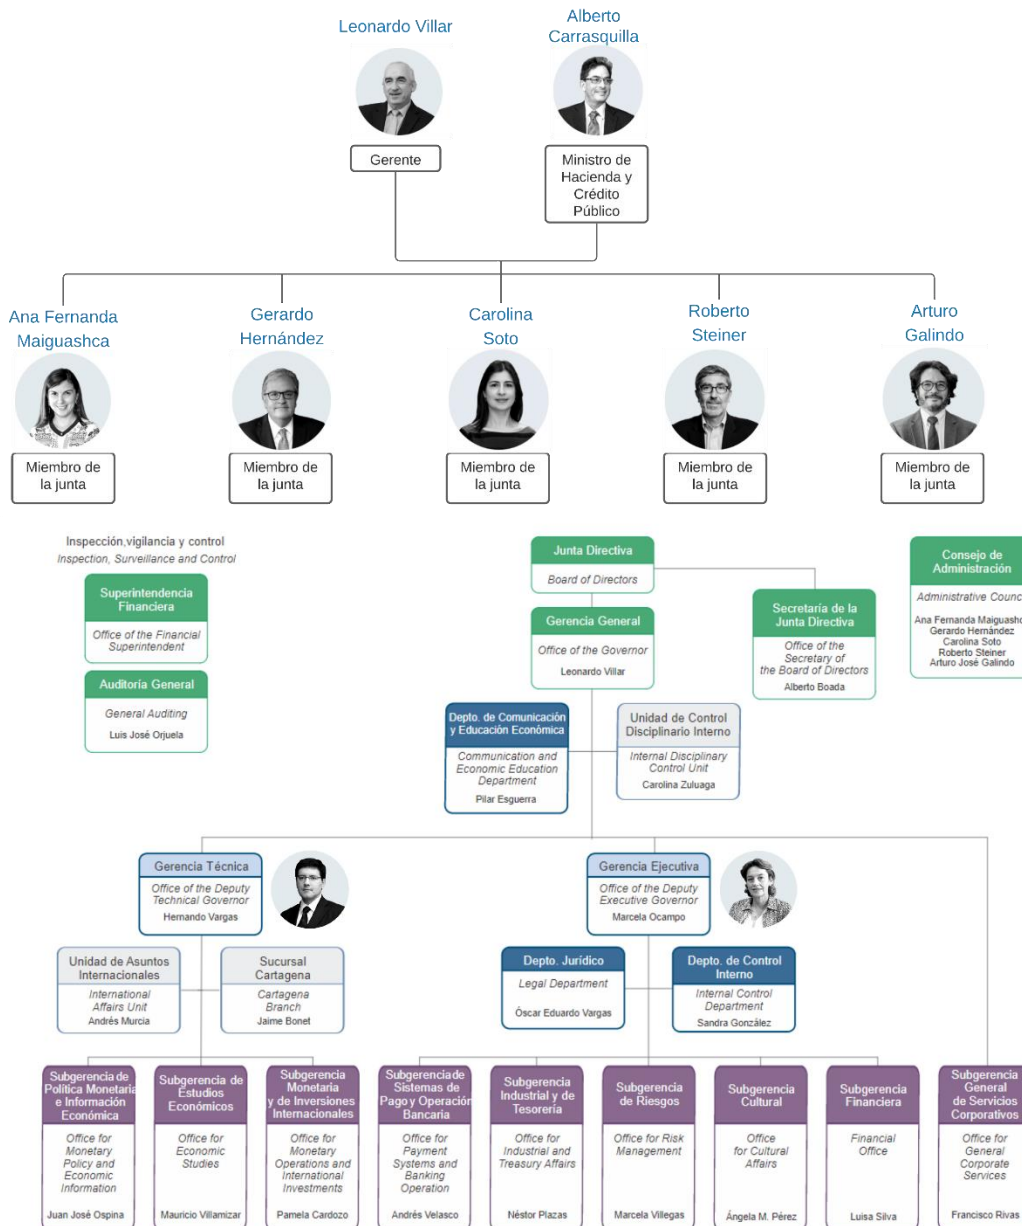 Leonardo Villar
Alberto
Carrasquilla
Gerente
Ministro de
Hacienda y
Crédito
Público
Ana Fernanda
Maiguashca
Gerardo
Hernández
Carolina
Soto
Roberto
Steiner
Arturo
Galindo
Miembro de
la junta
Miembro de
la junta
Miembro de
la junta
Miembro de
la junta
Miembro de
la junta
Inspección,vigilancia y control
Inspection, Surveillance and Control
Superintendencia
Financiera
Office of the Financial
Superintendent
Auditoría General
General Auditing
Luis José Orjuela
Junta Directiva
Board of Directors
Gerencia General
Office of the Governor
Leonardo Villar
Secretaría de la
Junta Directiva
Office of the
Secretary of
the Board of Directors
Alberto Boada
Consejo de
Administración
Administrative Counc
Ana Fernanda Maiguashc
Gerardo Hernández
Carolina Soto
Roberto Steiner
Arturo José Galindo
Depto. de Comunicación
y Educación Económica
Communication and
Economic Education
Department
Pilar Esguerra
Unidad de Control
Disciplinario Interno
Internal Disciplinary
Control Unit
Carolina Zuluaga
Gerencia Técnica
Office of the Deputy
Technical Governor
Hernando Vargas
Gerencia Ejecutiva
Office of the Deputy
Executive Governor
Marcela Ocampo
Unidad de Asuntos
Internacionales
International
Affairs Unit
Andrés Murcia
Sucursal
Cartagena
Cartagena
Branch
Jaime Bonet
Depto. Jurídico
Legal Department
Óscar Eduardo Vargas
Depto. de Control
Interno
Internal Control
Department
Sandra González
Subgerencia de
Política Monetaria
e Información
Económica
Office for
Monetary
Policy and
Economic
Information
Juan José Ospina
Subgerencia de
Estudios
Económicos
Office for
Economic
Studies
Mauricio Villamizar
Subgerencia
Monetaria
y de Inversiones
Internacionales
Office for
Monetary
Operations and
International
Investments
Pamela Cardozo
Subgerencia de
Sistemas de
Pago y Operación
Bancaria
Office for
Payment
Systems and
Banking
Operation
Andrés Velasco
Subgerencia
Industrial y de
Tesorería
Office for
Industrial and
Treasury Affairs
Néstor Plazas
Subgerencia
de Riesgos
Office for Risk
Management
Marcela Villegas
Subgerencia
Cultural
Office
for Cultural
Affairs
Ángela M. Pérez
Subgerencia
Financiera
Financial
Office
Luisa Silva
Subgerencia
General
de Servicios
Corporativos
Office for
General
Corporate
Services
Francisco Rivas